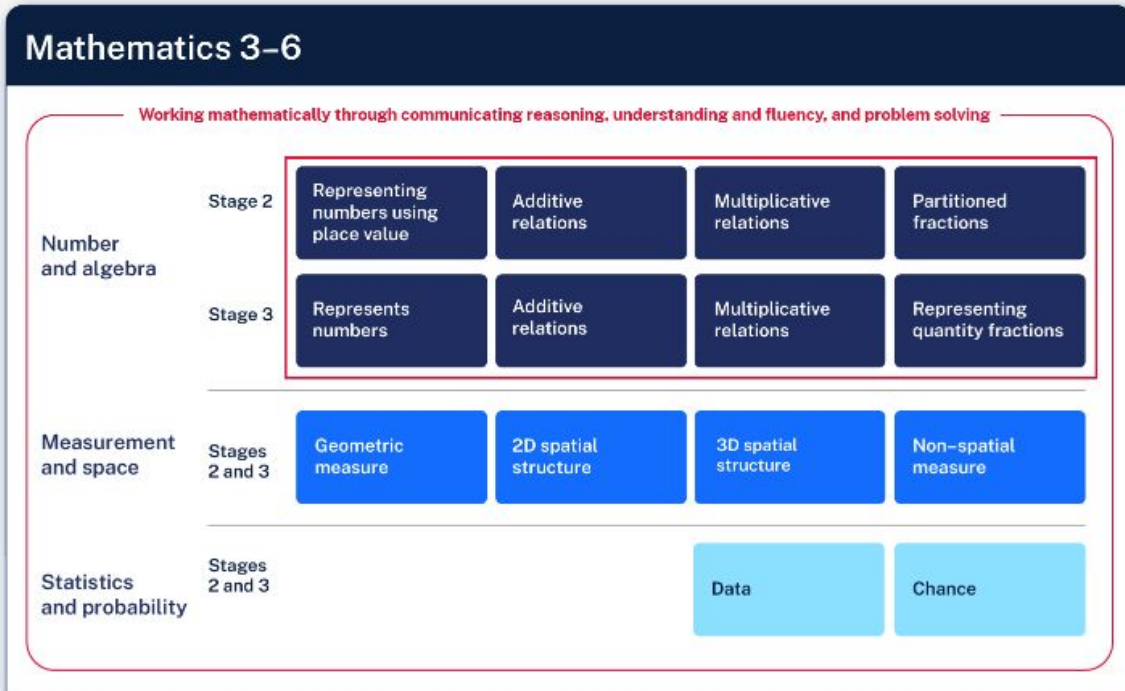 Mathematics 3–6
Working mathematically through communicating reasoning, understanding and fluency, and problem solving
Number
and algebra
Stage 2
Representing
numbers using
place value
Additive
relations
Multiplicative
relations
Partitioned
fractions
Stage 3
Represents
numbers
Additive
relations
Multiplicative
relations
Representing
quantity fractions
Measurement
and space
Stages
2 and 3
Geometric
measure
2D spatial
structure
3D spatial
structure
Non–spatial
measure
Statistics
and probability
Stages
2 and 3
Data
Chance